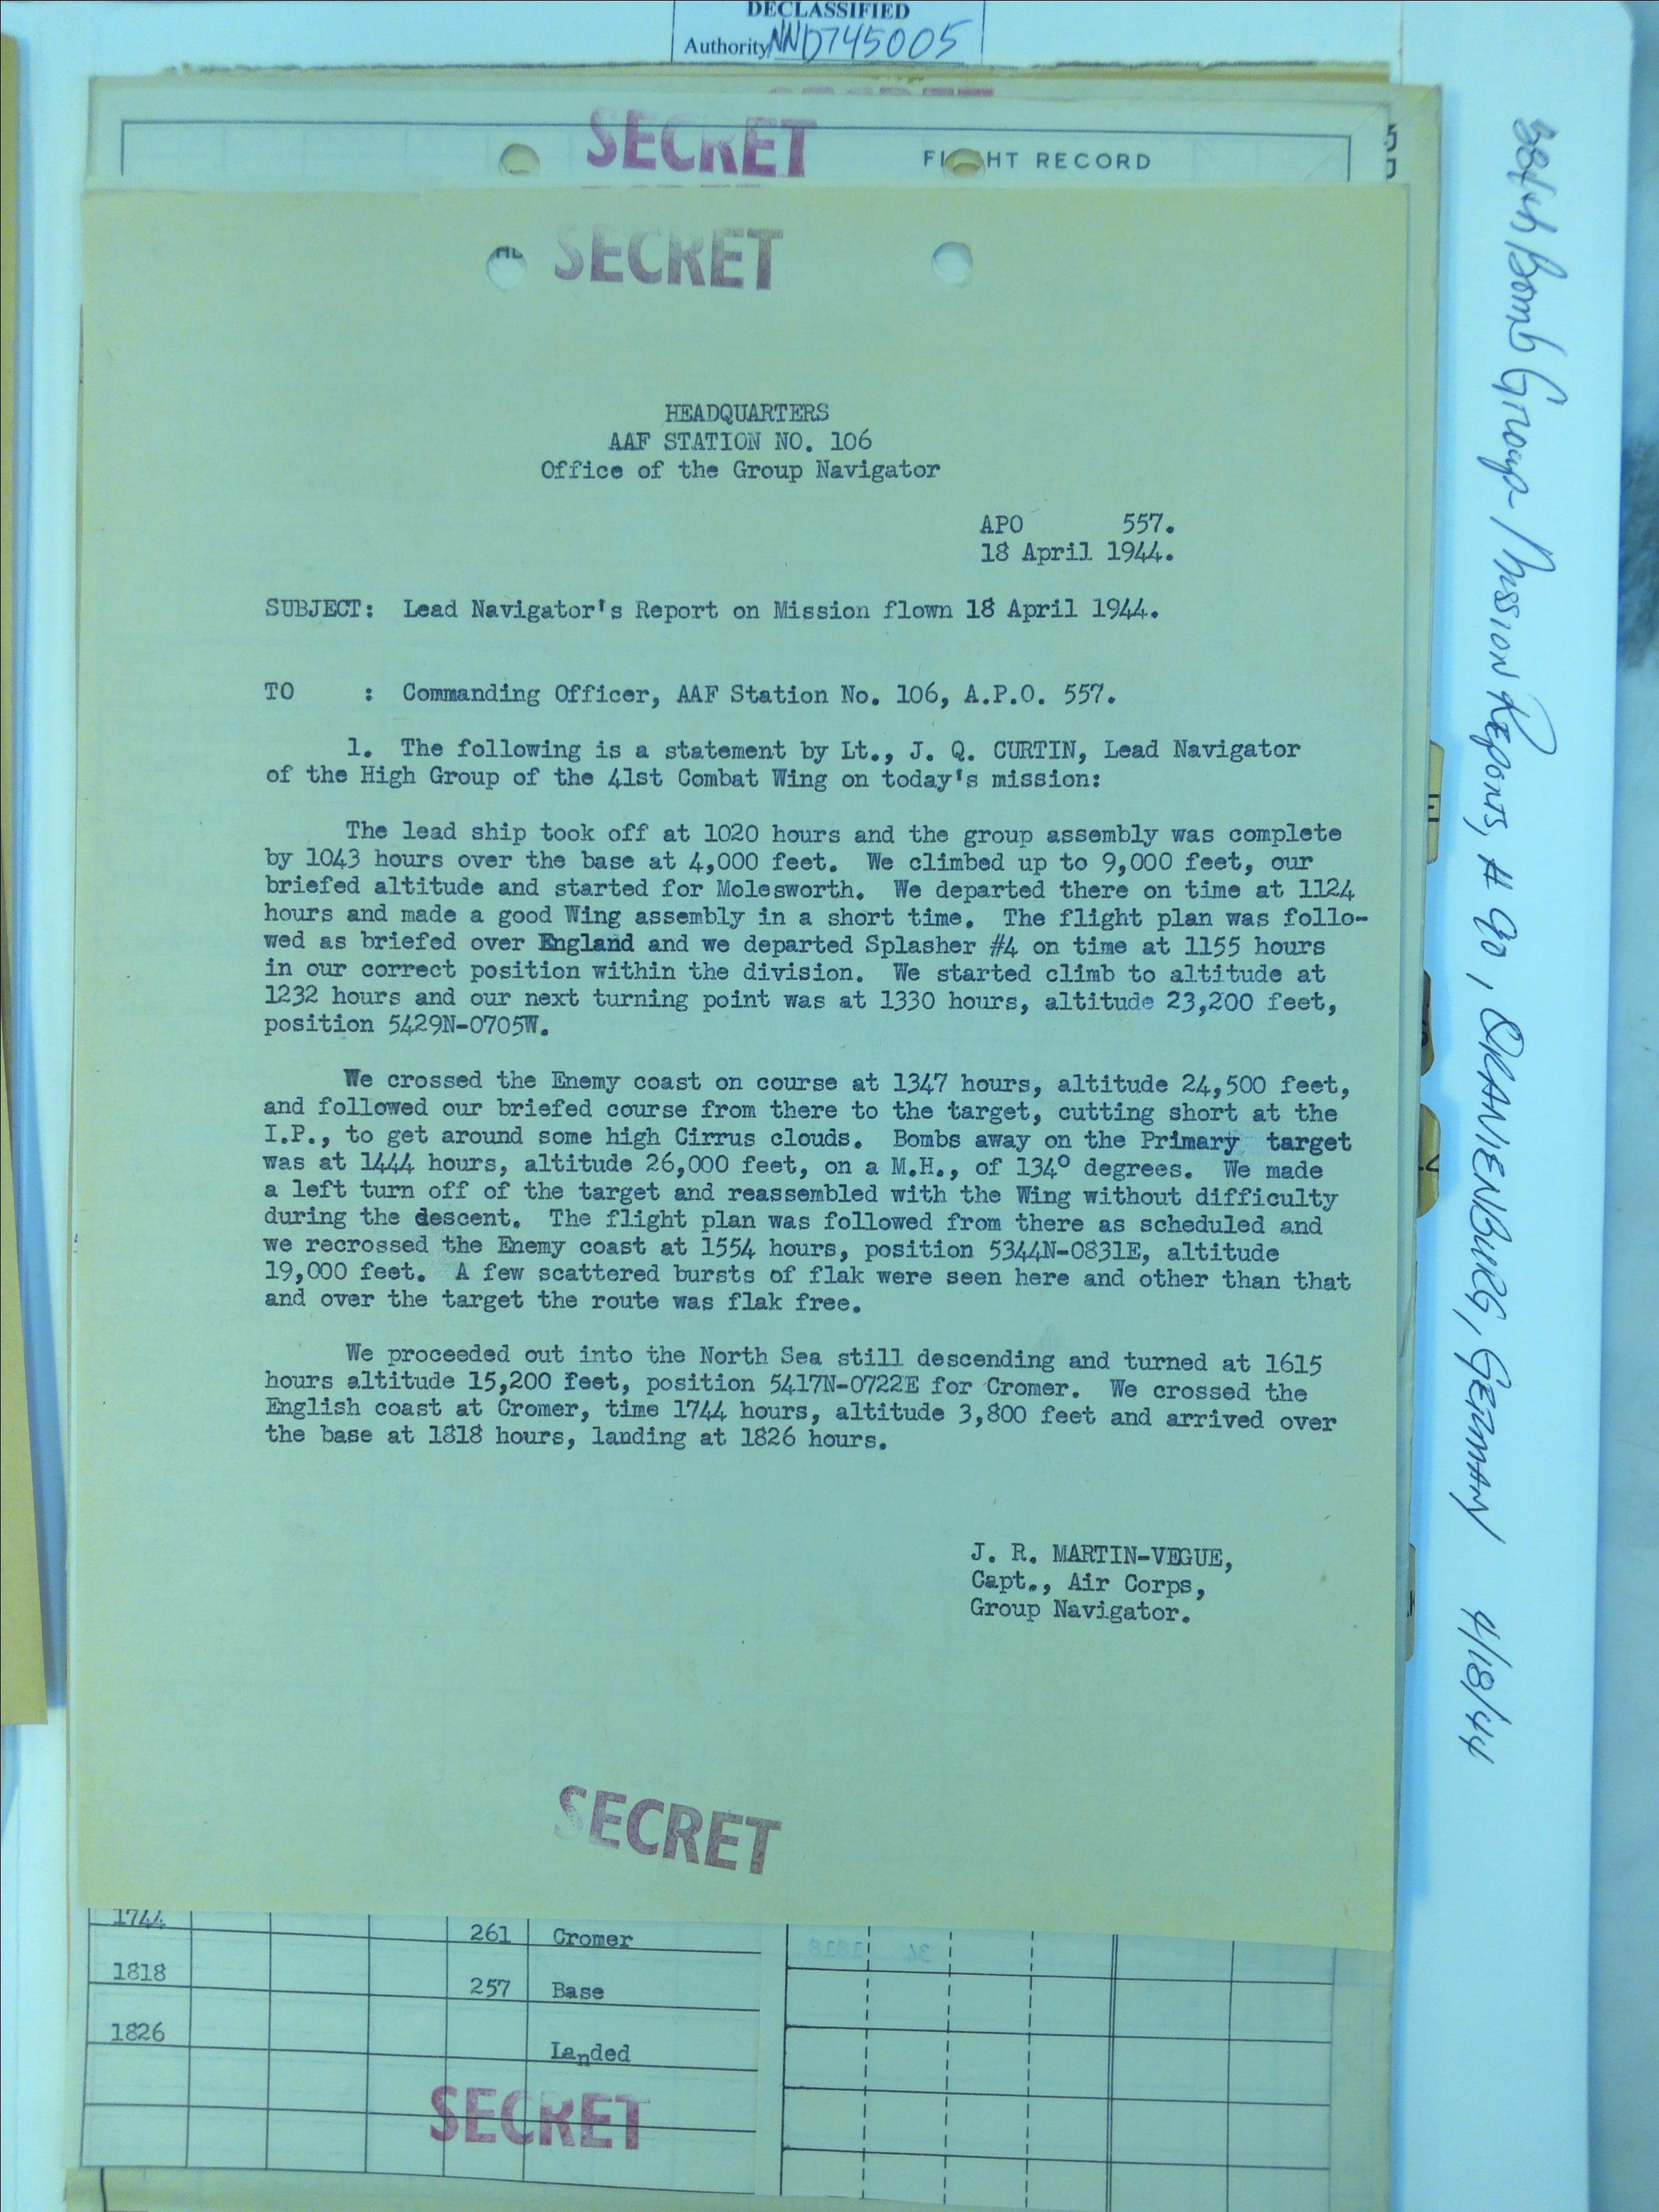 DECLASSIFIED
Authority NND745005
SECRET
FLIGHT RECORD
SECRET
HEADQUARTERS
AAF STATION NO. 106
Office of the Group Navigator
APO 557.
18 April 1944.
SUBJECT: Lead Navigator's Report on Mission flown 18 April 1944.
TO : Commanding Officer, AAF Station No. 106, A.P.O. 557.
1. The following is a statement by Lt., J. Q. CURTIN, Lead Navigator
of the High Group of the 41st Combat Wing on today's mission:
The lead ship took off at 1020 hours and the group assembly was complete
by 1043 hours over the base at 4,000 feet. We climbed up to 9,000 feet, our
briefed altitude and started for Molesworth. We departed there on time at 1124
hours and made a good Wing assembly in a short time. The flight plan was follo-
wed as briefed over England and we departed Splasher #4 on time at 1155 hours
in our correct position within the division. We started climb to altitude at
1232 hours and our next turning point was at 1330 hours, altitude 23,200 feet,
position 5429N-0705W.
We crossed the Enemy coast on course at 1347 hours, altitude 24,500 feet,
and followed our briefed course from there to the target, cutting short at the
I.P., to get around some high Cirrus clouds. Bombs away on the Primary target
was at 1444 hours, altitude 26,000 feet, on a M.H., of 134° degrees. We made
a left turn off of the target and reassembled with the Wing without difficulty
during the descent. The flight plan was followed from there as scheduled and
we recrossed the Enemy coast at 1554 hours, position 5344N-0831E, altitude
19,000 feet. A few scattered bursts of flak were seen here and other than that
and over the target the route was flak free.
We proceeded out into the North Sea still descending and turned at 1615
hours altitude 15,200 feet, position 5417N-0722E for Cromer. We crossed the
English coast at Cromer, time 1744 hours, altitude 3,800 feet and arrived over
the base at 1818 hours, landing at 1826 hours.
J. R. MARTIN-VEGUE,
Capt., Air Corps,
Group Navigator.
SECRET
1744 261 Cromer
1818 257 Base
1826 Landed
SECRET
384th Bomb Group Mission Reports, # 90, ORANIENBURG, GERMANY 4/18/44